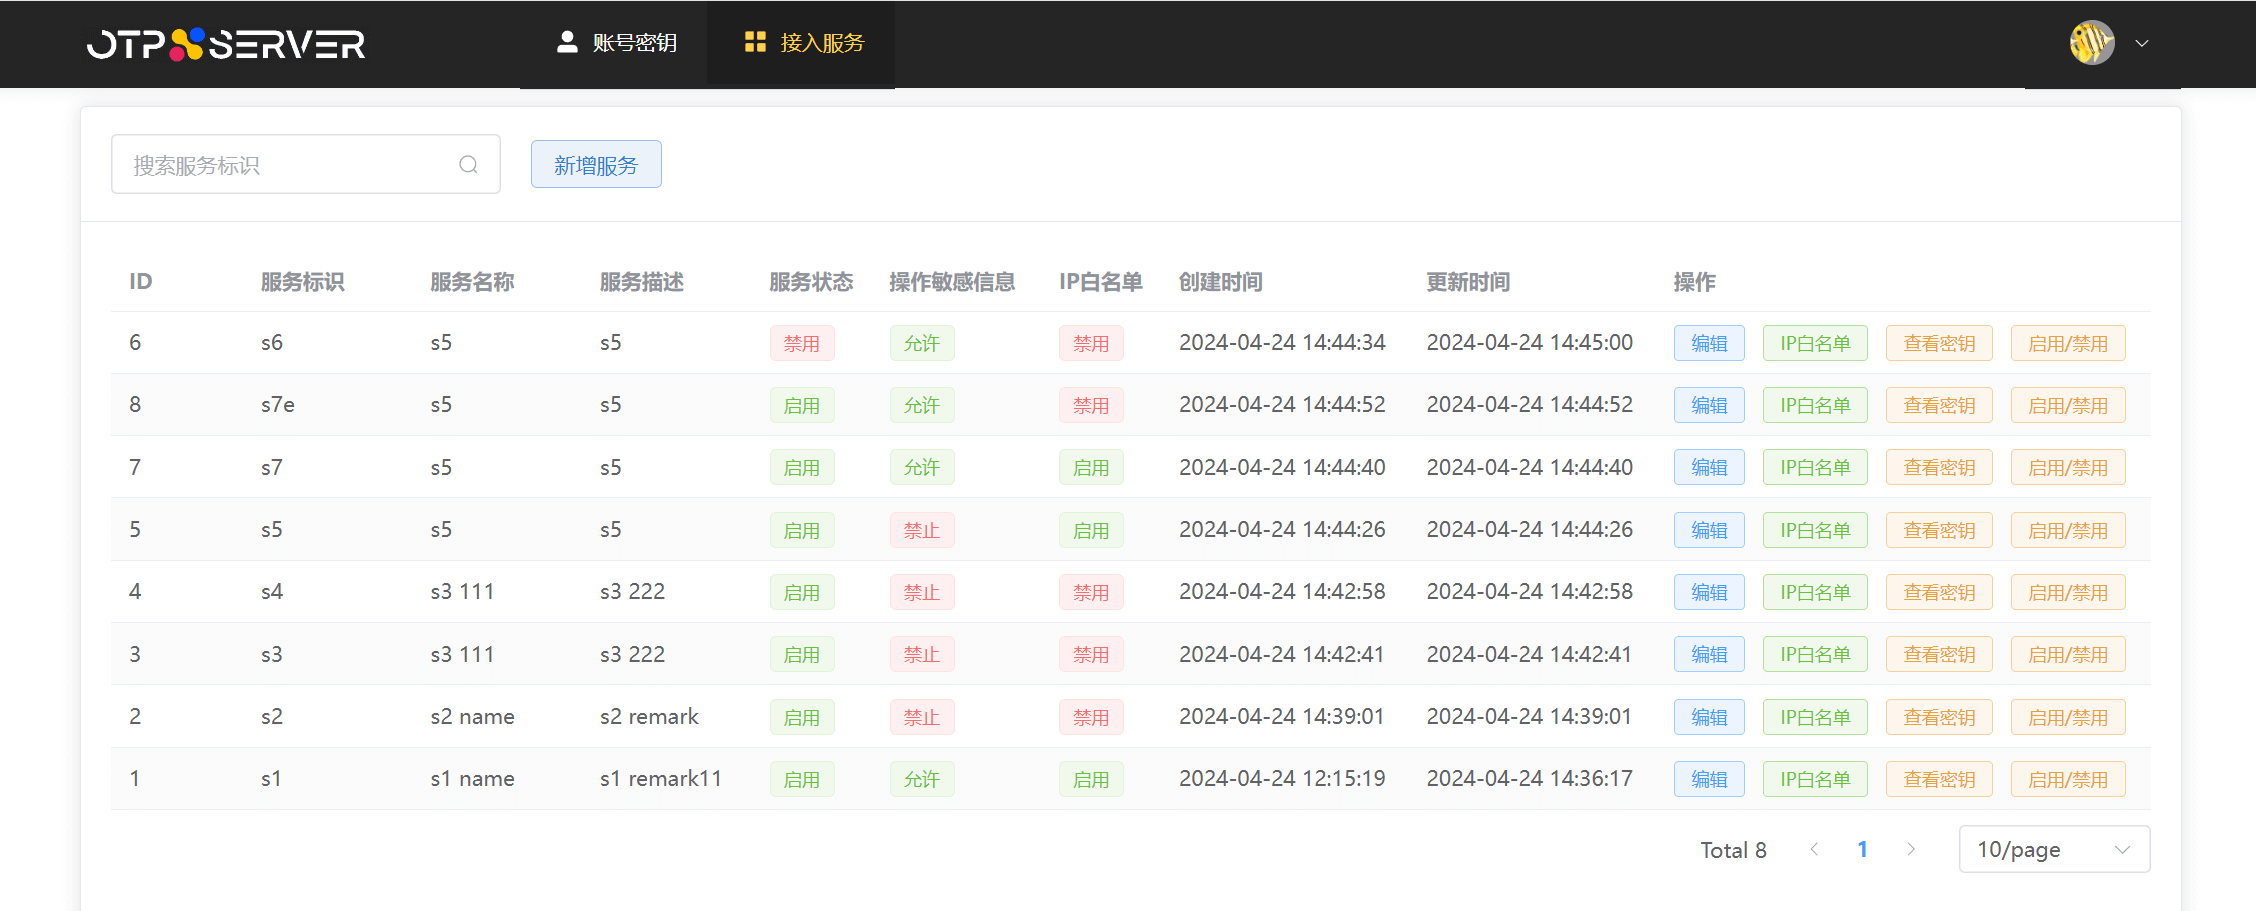 OTP SERVER 账号密钥 接入服务
搜索服务标识 新增服务
ID 服务标识 服务名称 服务描述 服务状态 操作敏感信息 IP白名单 创建时间 更新时间 操作
6 s6 s5 s5 禁用 允许 禁用 2024-04-24 14:44:34 2024-04-24 14:45:00 编辑 IP白名单 查看密钥 启用/禁用
8 s7e s5 s5 启用 允许 禁用 2024-04-24 14:44:52 2024-04-24 14:44:52 编辑 IP白名单 查看密钥 启用/禁用
7 s7 s5 s5 启用 允许 启用 2024-04-24 14:44:40 2024-04-24 14:44:40 编辑 IP白名单 查看密钥 启用/禁用
5 s5 s5 s5 启用 禁止 启用 2024-04-24 14:44:26 2024-04-24 14:44:26 编辑 IP白名单 查看密钥 启用/禁用
4 s4 s3 111 s3 222 启用 禁止 禁用 2024-04-24 14:42:58 2024-04-24 14:42:58 编辑 IP白名单 查看密钥 启用/禁用
3 s3 s3 111 s3 222 启用 禁止 禁用 2024-04-24 14:42:41 2024-04-24 14:42:41 编辑 IP白名单 查看密钥 启用/禁用
2 s2 s2 name s2 remark 启用 禁止 禁用 2024-04-24 14:39:01 2024-04-24 14:39:01 编辑 IP白名单 查看密钥 启用/禁用
1 s1 s1 name s1 remark11 启用 允许 启用 2024-04-24 12:15:19 2024-04-24 14:36:17 编辑 IP白名单 查看密钥 启用/禁用
Total 8 1 10/page